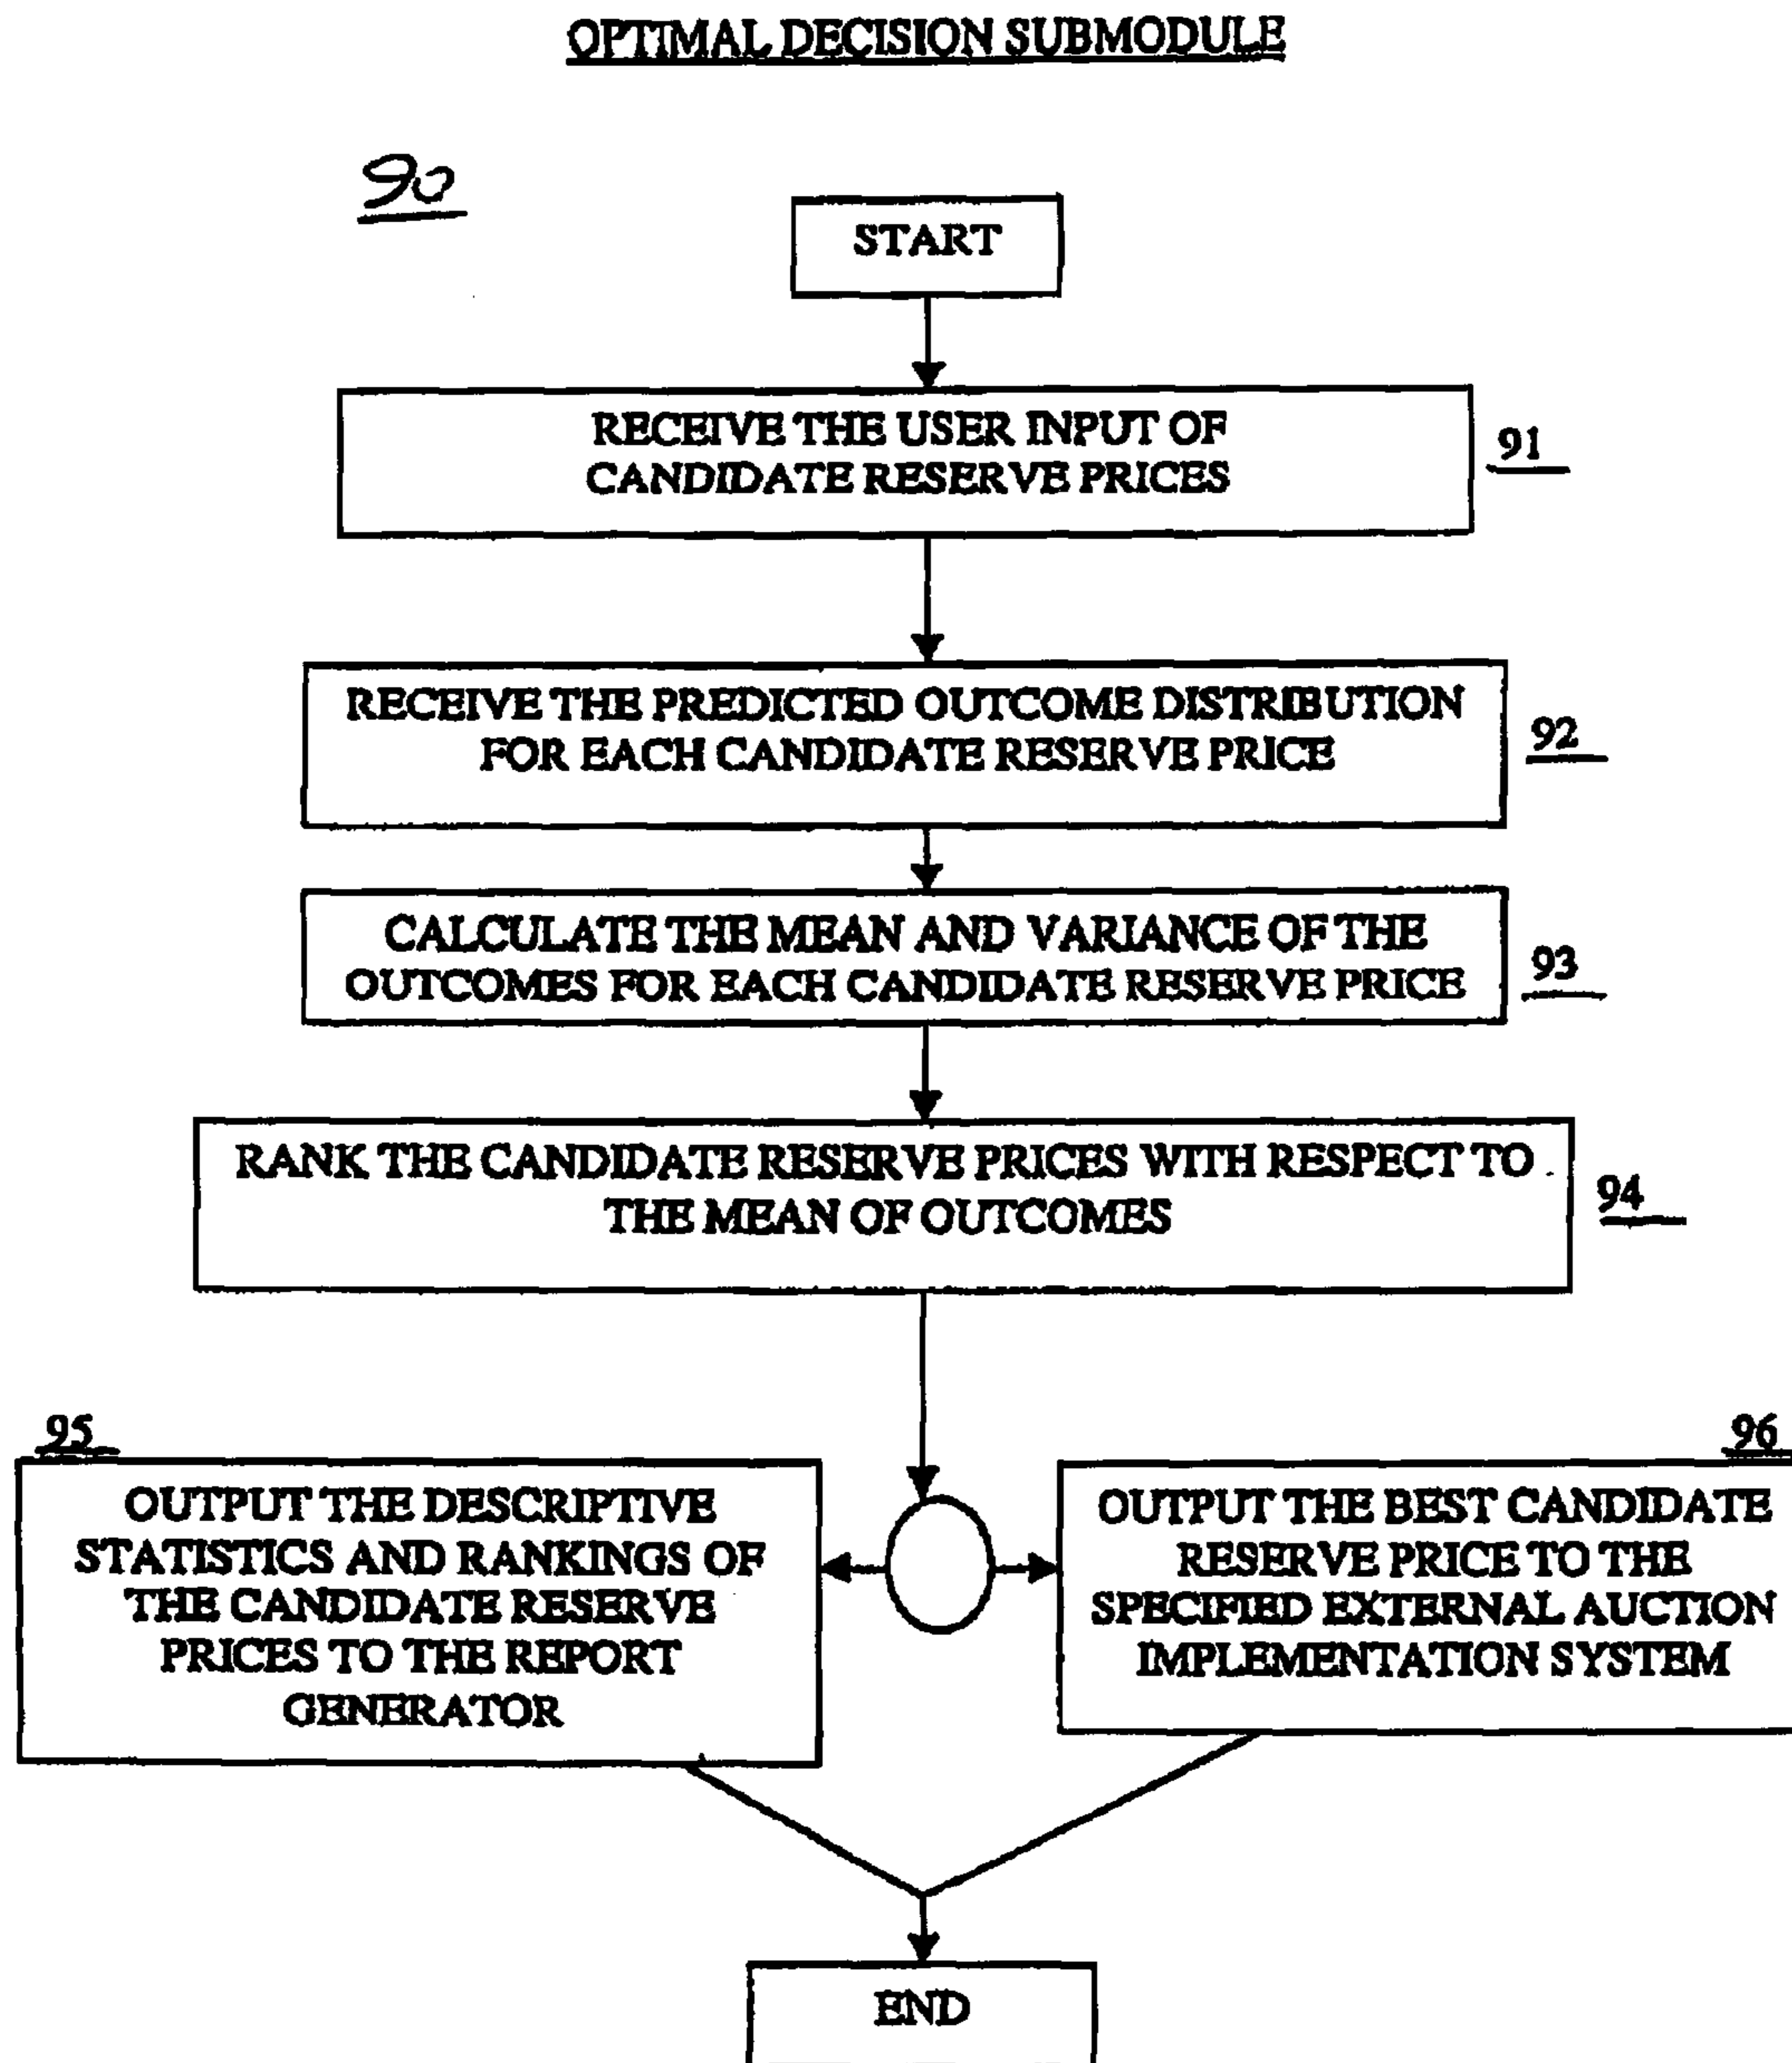 OPTIMAL DECISION SUBMODULE
90
START
RECEIVE THE USER INPUT OF
CANDIDATE RESERVE PRICES
91
RECEIVE THE PREDICTED OUTCOME DISTRIBUTION
FOR EACH CANDIDATE RESERVE PRICE
92
CALCULATE THE MEAN AND VARIANCE OF THE
OUTCOMES FOR EACH CANDIDATE RESERVE PRICE
93
RANK THE CANDIDATE RESERVE PRICES WITH RESPECT TO
THE MEAN OF OUTCOMES
94
95
OUTPUT THE DESCRIPTIVE
STATISTICS AND RANKINGS OF
THE CANDIDATE RESERVE
PRICES TO THE REPORT
GENERATOR
96
OUTPUT THE BEST CANDIDATE
RESERVE PRICE TO THE
SPECIFIED EXTERNAL AUCTION
IMPLEMENTATION SYSTEM
END